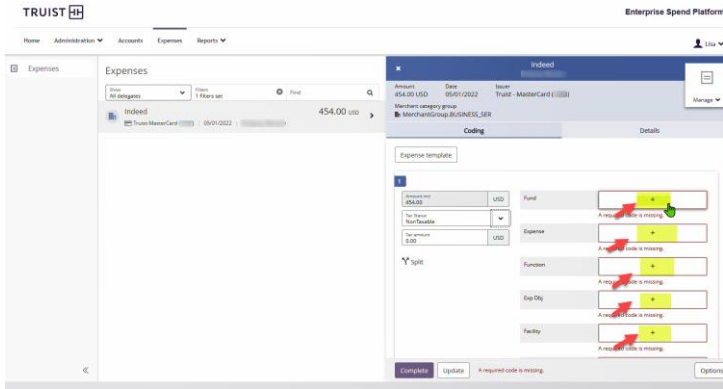 TRUIST
Enterprise Spend Platform
Home Administration Accounts Expenses Reports
Lisa
Expenses
Expenses
Show
All delegates
Filters
1 filters set
Find
Indeed
454.00 USD
Truist-MasterCard
05/01/2022
Indeed
Amount
454.00 USD
Date
05/01/2022
Issuer
Truist - MasterCard (
Manage
Merchant category group
MerchantGroup.BUSINESS_SER
Coding
Details
Expense template
1
454.00
USD
Tax Status
NonTaxable
Tax amount
0.00
USD
Split
Fund
+
A required code is missing.
Expense
+
A required code is missing.
Function
+
A required code is missing.
Exp Obj
+
A required code is missing.
Facility
+
A required code is missing.
Complete
Update
A required code is missing.
Options